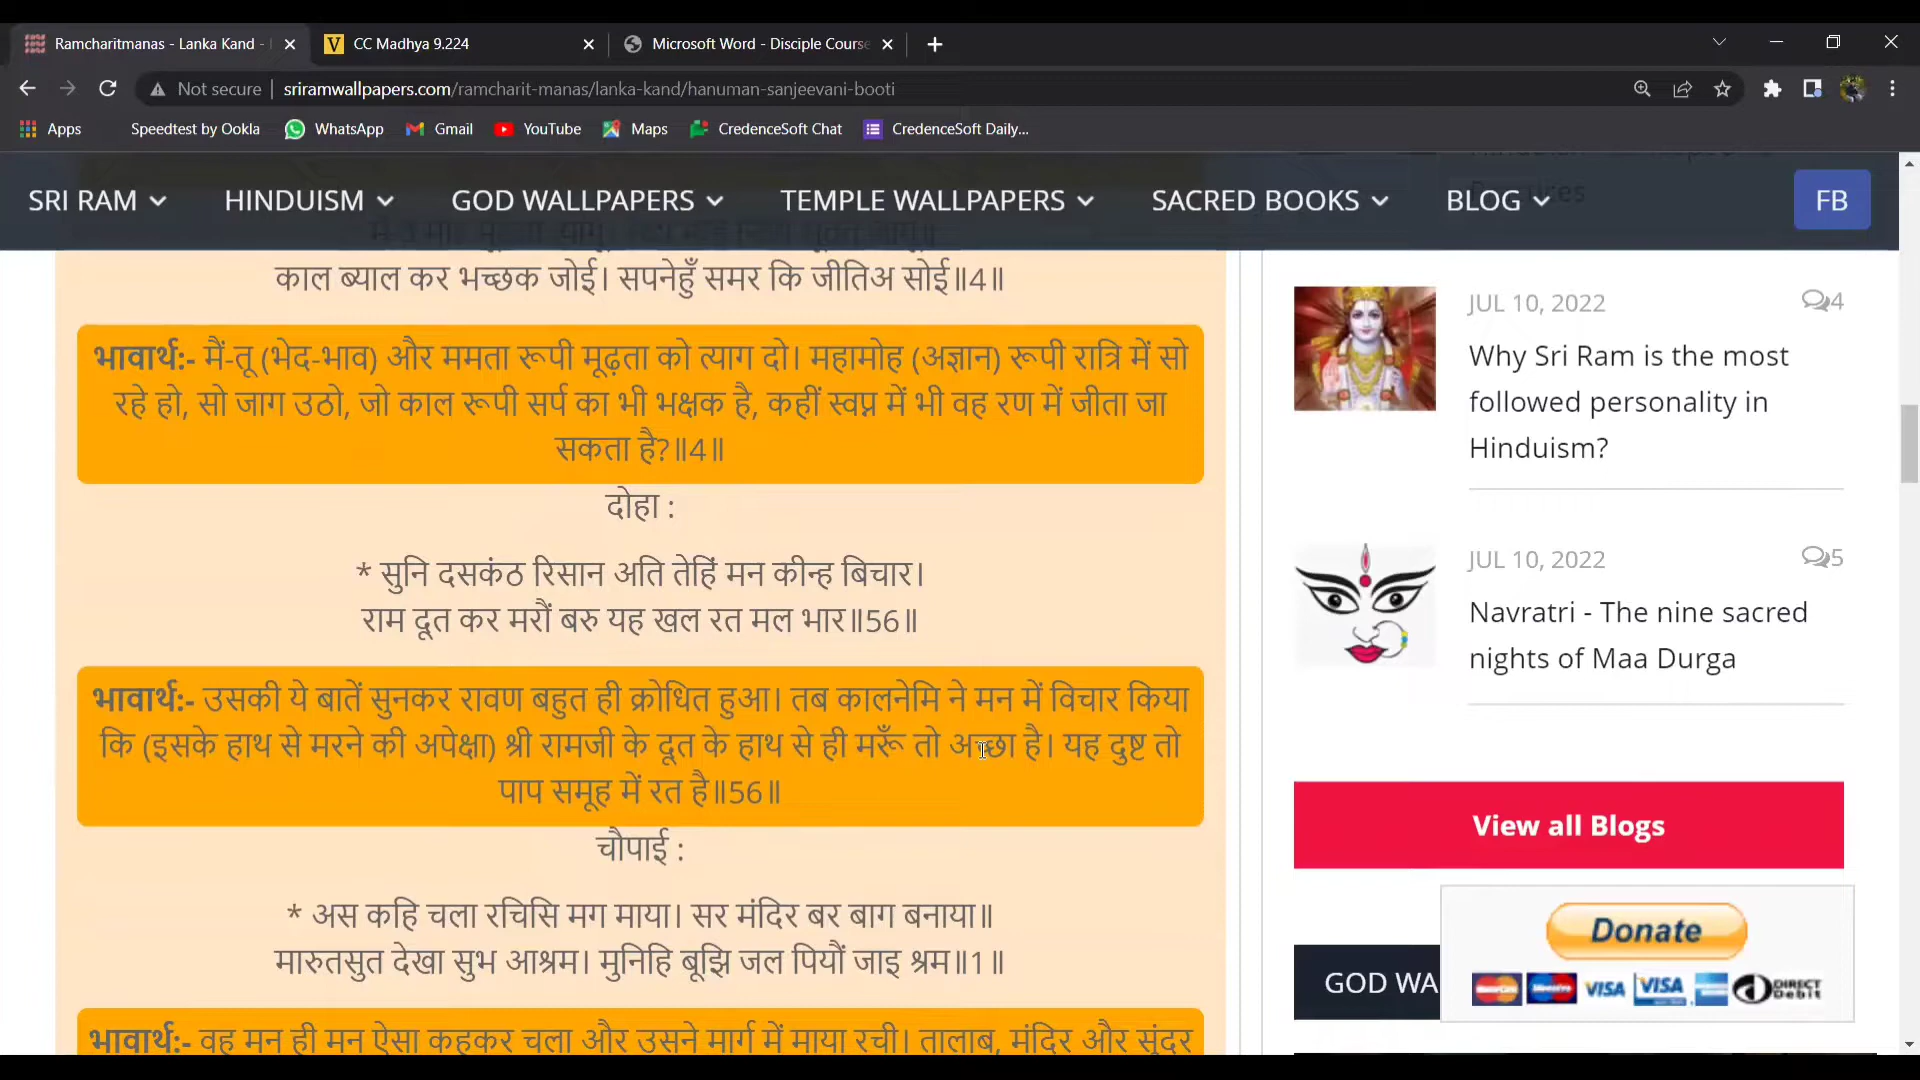 Ramcharitmanas - Lanka Kand -
CC Madhya 9.224
Microsoft Word - Disciple Course
Not secure
sriramwallpapers.com/ramcharit-manas/lanka-kand/hanuman-sanjeevani-booti
Apps
Speedtest by Ookla
WhatsApp
Gmail
YouTube
Maps
CredenceSoft Chat
CredenceSoft Daily...
SRI RAM
HINDUISM
GOD WALLPAPERS
TEMPLE WALLPAPERS
SACRED BOOKS
BLOG
FB
काल ब्याल कर भच्छक जोई। सपनेहुँ समर कि जीतिअ सोई॥4॥
भावार्थ:- मैं-तू (भेद-भाव) और ममता रूपी मूढ़ता को त्याग दो। महामोह (अज्ञान) रूपी रात्रि में सो
रहे हो, सो जाग उठो, जो काल रूपी सर्प का भी भक्षक है, कहीं स्वप्न में भी वह रण में जीता जा
सकता है?॥4॥
दोहा :
* सुनि दसकंठ रिसान अति तेहिं मन कीन्ह बिचार।
राम दूत कर मरौं बरु यह खल रत मल भार॥56॥
भावार्थ:- उसकी ये बातें सुनकर रावण बहुत ही क्रोधित हुआ। तब कालनेमि ने मन में विचार किया
कि (इसके हाथ से मरने की अपेक्षा) श्री रामजी के दूत के हाथ से ही मरूँ तो अच्छा है। यह दुष्ट तो
पाप समूह में रत है॥56॥
चौपाई :
* अस कहि चला रचिसि मग माया। सर मंदिर बर बाग बनाया॥
मारुतसुत देखा सुभ आश्रम। मुनिहि बूझि जल पियौं जाइ श्रम॥1॥
भावार्थ:- वह मन ही मन ऐसा कहकर चला और उसने मार्ग में माया रची। तालाब, मंदिर और सुंदर
JUL 10, 2022
4
Why Sri Ram is the most
followed personality in
Hinduism?
JUL 10, 2022
5
Navratri - The nine sacred
nights of Maa Durga
View all Blogs
Donate
VISA
VISA
DIRECT
Debit
GOD WA